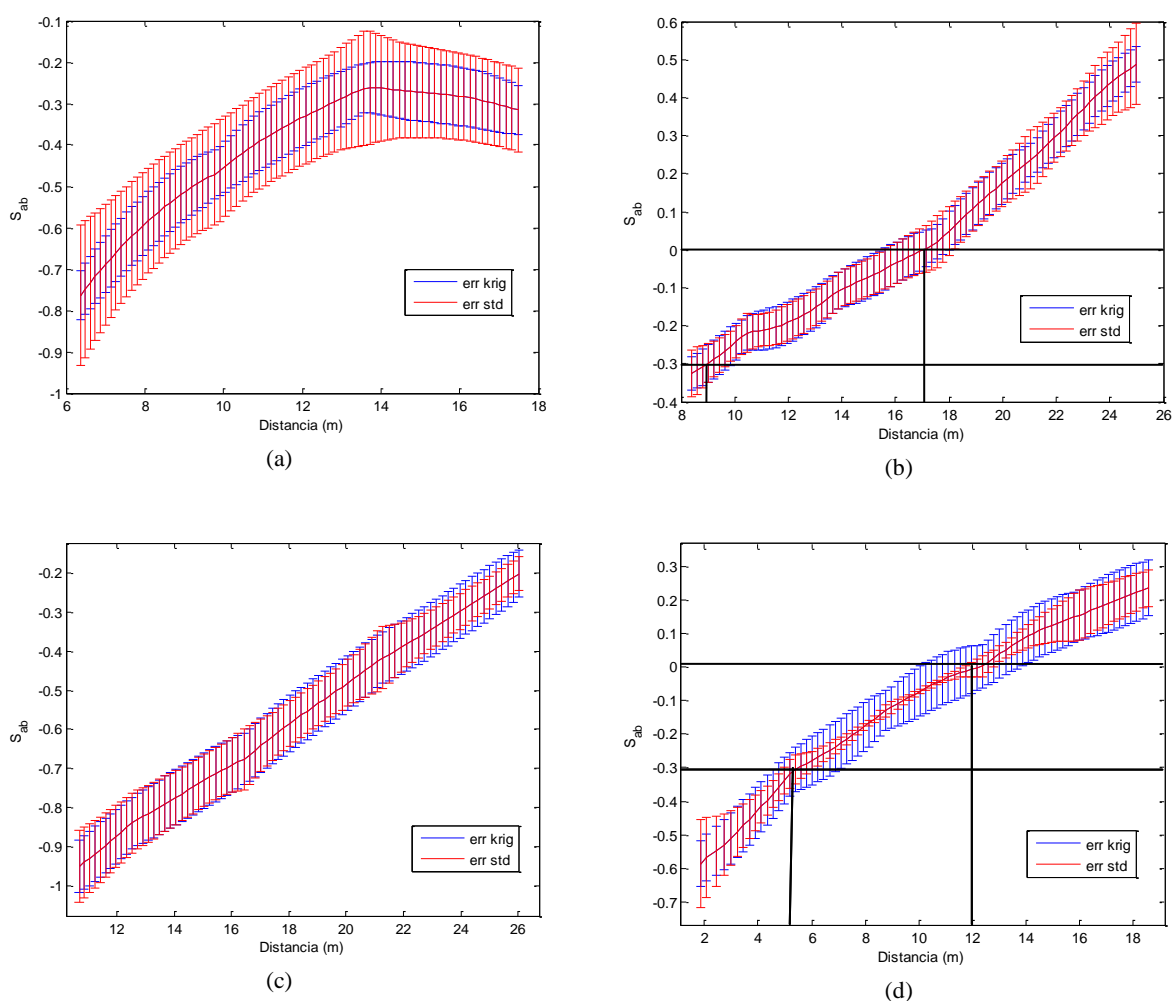 -0.1
-0.2
-0.3
-0.4
-0.5
-0.6
-0.7
-0.8
-0.9
-1
S_ab
err krig
err std
6 8 10 12 14 16 18
Distancia (m)
(a)
0.6
0.5
0.4
0.3
0.2
0.1
0
-0.1
-0.2
-0.3
-0.4
S_ab
err krig
err std
8 10 12 14 16 18 20 22 24 26
Distancia (m)
(b)
-0.2
-0.3
-0.4
-0.5
-0.6
-0.7
-0.8
-0.9
-1
S_ab
err krig
err std
12 14 16 18 20 22 24 26
Distancia (m)
(c)
0.3
0.2
0.1
0
-0.1
-0.2
-0.3
-0.4
-0.5
-0.6
-0.7
S_ab
err krig
err std
2 4 6 8 10 12 14 16 18
Distancia (m)
(d)